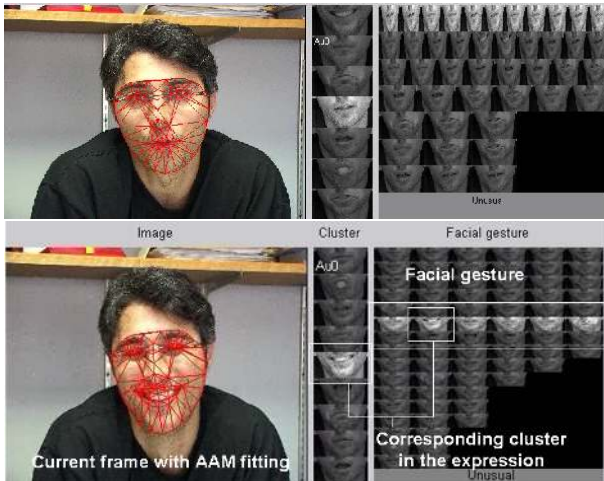 Au0
Unusual
Image
Cluster
Facial gesture
Au0
Facial gesture
Current frame with AAM fitting
Corresponding cluster
in the expression
Unusual